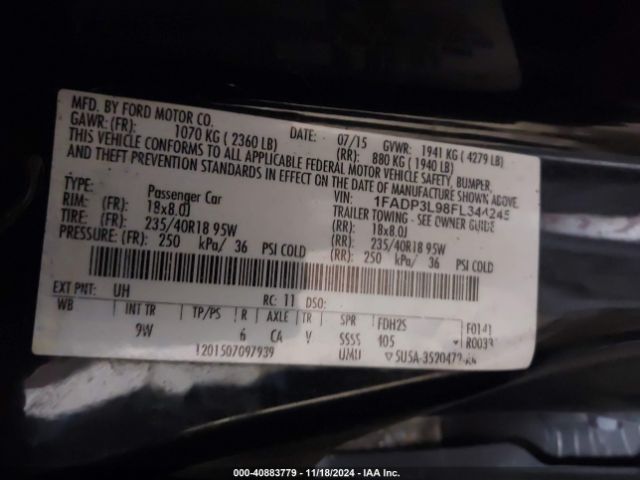 MFD. BY FORD MOTOR CO.
DATE: 07/15 GVWR: 1941 KG ( 4279 LB)
GAWR: (FR): 1070 KG ( 2360 LB) (RR): 880 KG ( 1940 LB)
THIS VEHICLE CONFORMS TO ALL APPLICABLE FEDERAL MOTOR VEHICLE SAFETY, BUMPER,
AND THEFT PREVENTION STANDARDS IN EFFECT ON THE DATE OF MANUFACTURE SHOWN ABOVE.
VIN: 1FADP3L98FL344245
TYPE: Passenger Car TRAILER TOWING - SEE OWNER GUIDE
RIM: (FR): 18x8.0J (RR): 18x8.0J
TIRE: (FR): 235/40R18 95W (RR): 235/40R18 95W
PRESSURE: (FR): 250 kPa/ 36 PSI COLD (RR): 250 kPa/ 36 PSI COLD
EXT PNT: UH RC: 11 DSO:
WB INT TR TP/PS R AXLE TR SPR FDH2S F0141
9W 6 CA V SSSS 105 R003
1201507097939 UMU
000-40883779 - 11/18/2024 - IAAI.COM